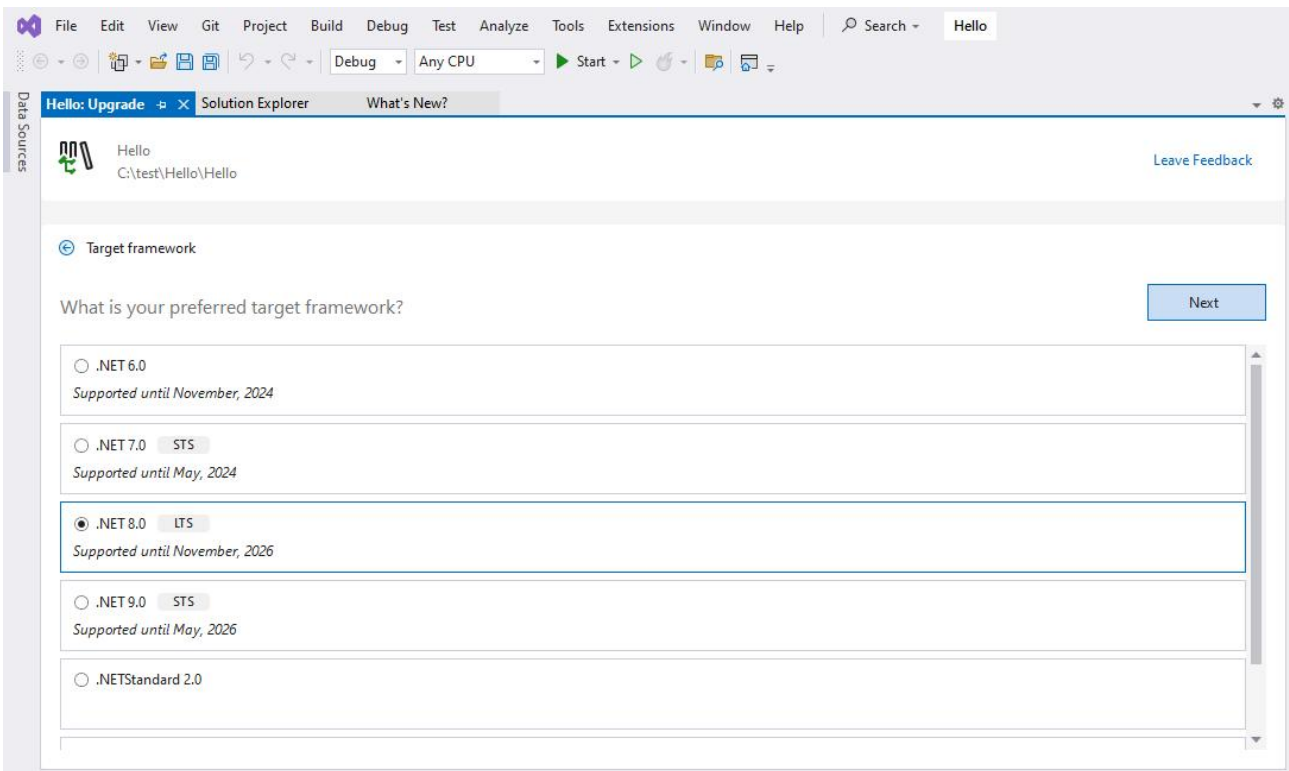 File Edit View Git Project Build Debug Test Analyze Tools Extensions Window Help Search Hello
Debug Any CPU Start
Data Sources
Hello: Upgrade Solution Explorer What's New?
Hello
C:\test\Hello\Hello
Leave Feedback
Target framework
What is your preferred target framework?
Next
.NET 6.0
Supported until November, 2024
.NET 7.0 STS
Supported until May, 2024
.NET 8.0 LTS
Supported until November, 2026
.NET 9.0 STS
Supported until May, 2026
.NETStandard 2.0